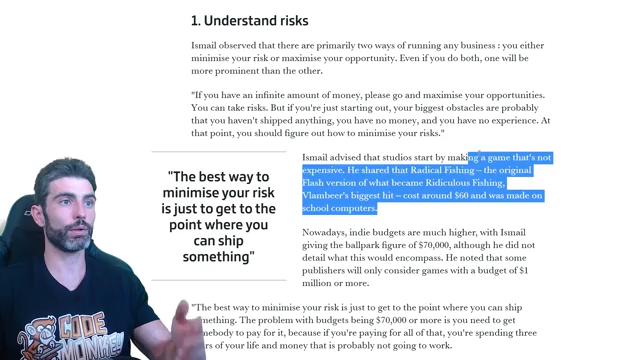 1. Understand risks
Ismail observed that there are primarily two ways of running any business : you either
minimise your risk or maximise your opportunity. Even if you do both, one will be
more prominent than the other.
"If you have an infinite amount of money, please go and maximise your opportunities.
You can take risks. But if you're just starting out, your biggest obstacles are probably
that you haven't shipped anything, you have no money, and you have no experience. At
that point, you should figure out how to minimise your risks."
"The best way to
minimise your risk
is just to get to the
point where you
can ship
something"
Ismail advised that studios start by making a game that's not
expensive. He shared that Radical Fishing – the original
Flash version of what became Ridiculous Fishing,
Vlambeer's biggest hit – cost around $60 and was made on
school computers.
Nowadays, indie budgets are much higher, with Ismail
giving the ballpark figure of $70,000, although he did not
detail what this would encompass. He noted that some
publishers will only consider games with a budget of $1
million or more.
"The best way to minimise your risk is just to get to the point where you can ship
something. The problem with budgets being $70,000 or more is you need to get
somebody to pay for it, because if you're paying for all of that, you're spending three
of your life and money that is probably not going to work.
CODE
MONKEY